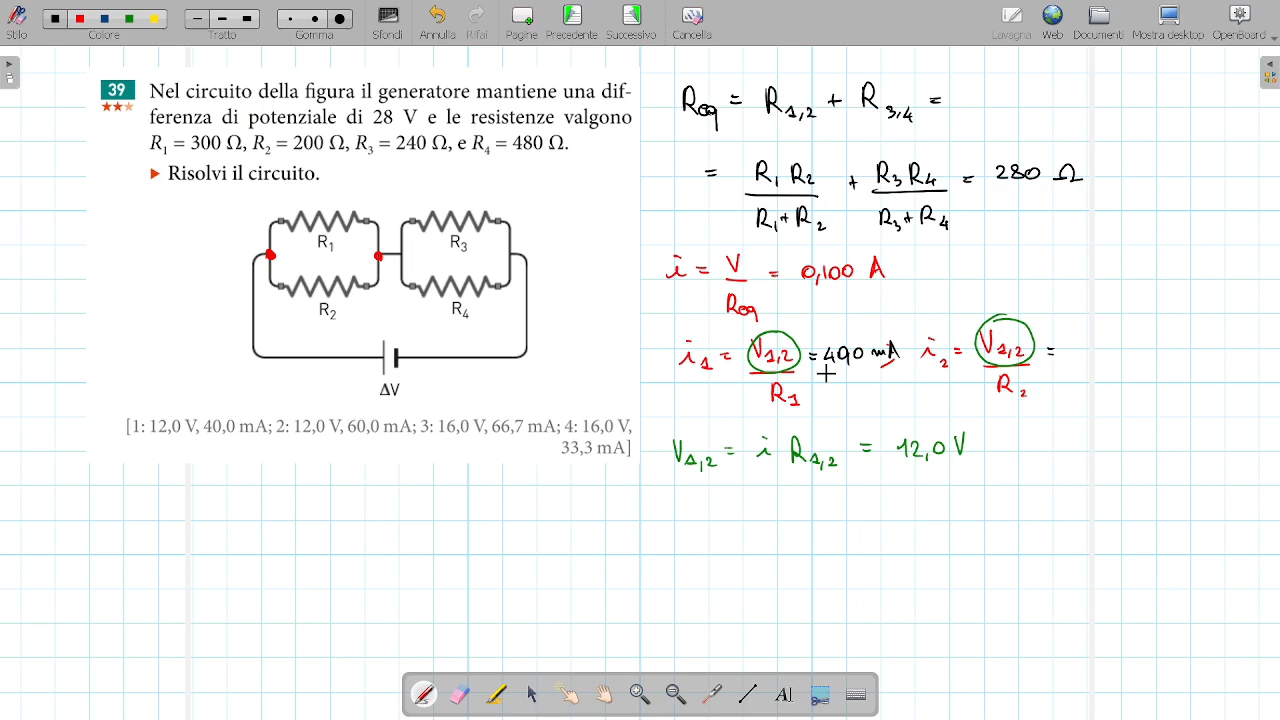 Stilo Colore Tratto Gomma Sfondi Annulla Rifai Pagine Precedente Successivo Cancella Lavagna Web Documenti Mostra desktop OpenBoard
39 Nel circuito della figura il generatore mantiene una dif-
ferenza di potenziale di 28 V e le resistenze valgono
R₁ = 300 Ω, R₂ = 200 Ω, R₃ = 240 Ω, e R₄ = 480 Ω.
Risolvi il circuito.
R₁ R₃
R₂ R₄
ΔV
[1: 12,0 V, 40,0 mA; 2: 12,0 V, 60,0 mA; 3: 16,0 V, 66,7 mA; 4: 16,0 V,
33,3 mA]
Req = R1,2 + R3,4 =
= R1 R2 / R1+R2 + R3 R4 / R3+R4 = 280 Ω
i = V / Req = 0,100 A
i1 = V1,2 / R1 = 400 mA i2 = V1,2 / R2 =
V1,2 = i R1,2 = 12,0 V
AI